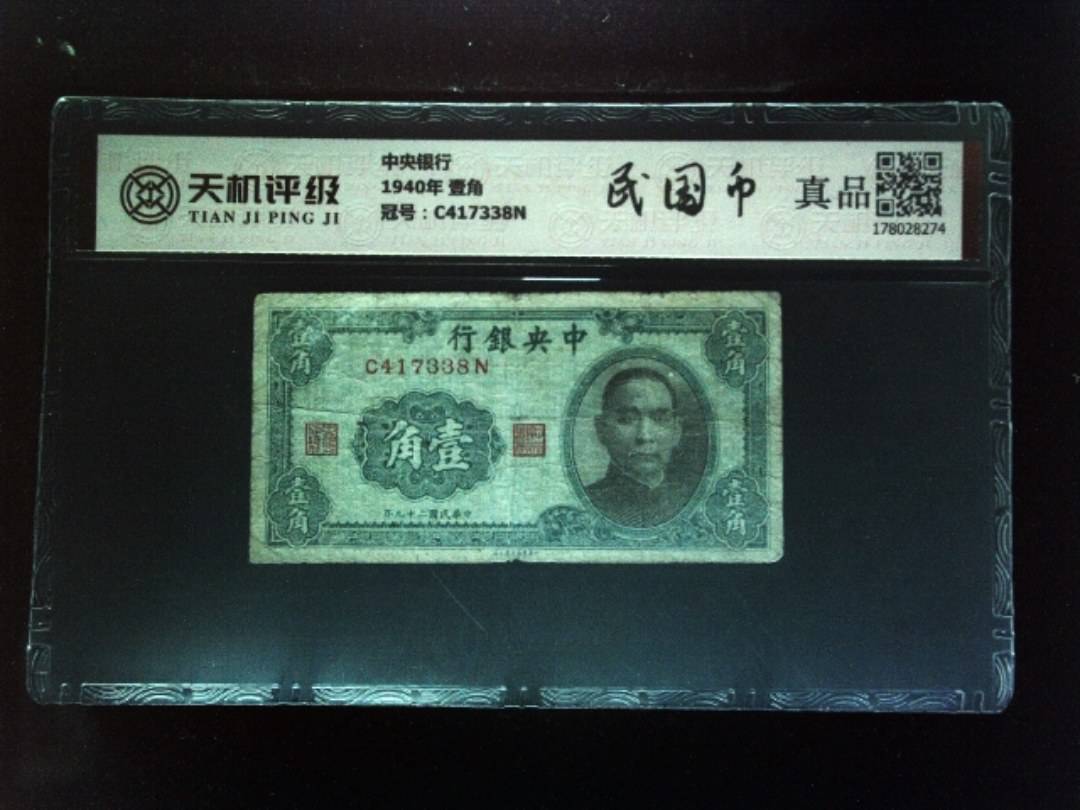 天机评级
TIAN JI PING JI
中央银行
1940年 壹角
冠号：C417338N
民国币
真品
178028274
行銀央中
C417338N
壹角
壹角
角壹
壹角
壹角
年九十二國民華中